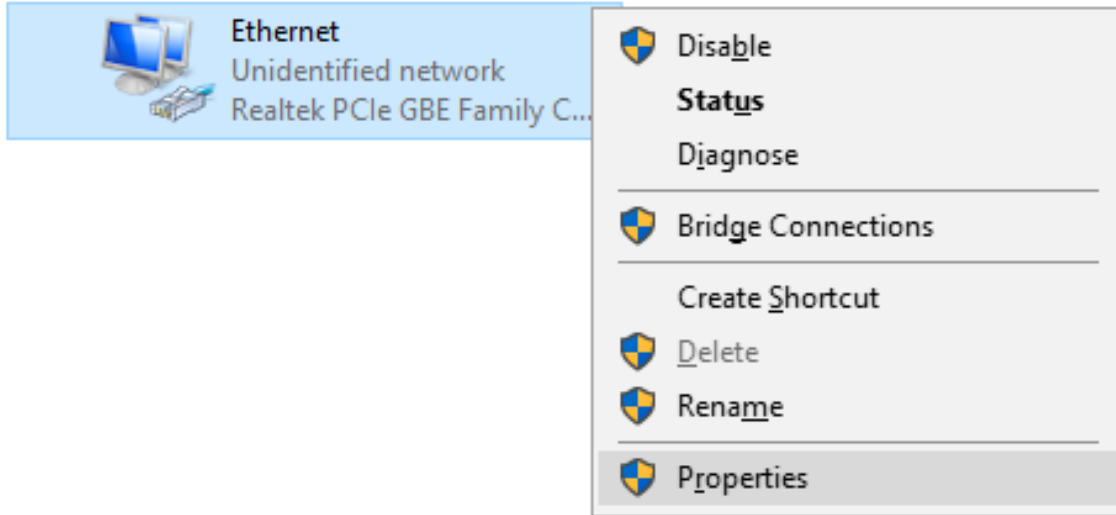 Ethernet
Unidentified network
Realtek PCIe GBE Family C...
Disable
Status
Diagnose
Bridge Connections
Create Shortcut
Delete
Rename
Properties